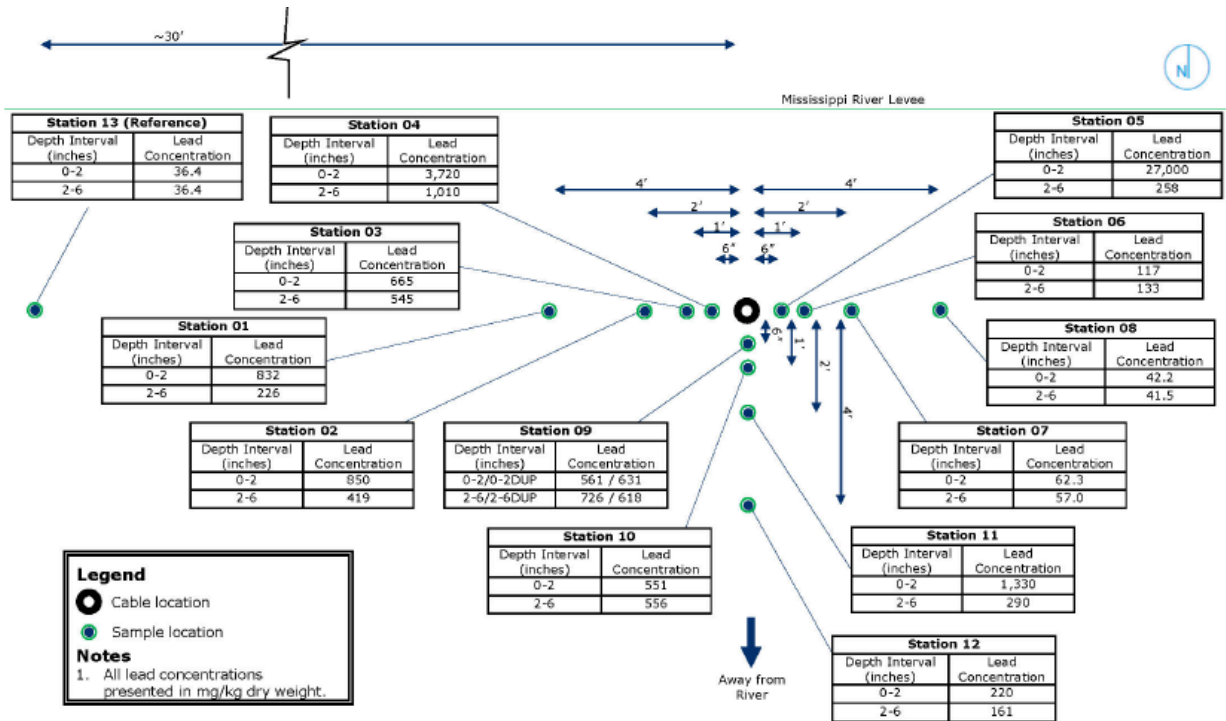 ~30'
N
Mississippi River Levee
Station 13 (Reference)
Depth Interval (inches) Lead Concentration
0-2 36.4
2-6 36.4
Station 04
Depth Interval (inches) Lead Concentration
0-2 3,720
2-6 1,010
Station 05
Depth Interval (inches) Lead Concentration
0-2 27,000
2-6 258
4' 4'
2' 2'
1' 1'
6" 6"
Station 03
Depth Interval (inches) Lead Concentration
0-2 665
2-6 545
Station 06
Depth Interval (inches) Lead Concentration
0-2 117
2-6 133
Station 01
Depth Interval (inches) Lead Concentration
0-2 832
2-6 226
6"
1'
2'
4'
Station 08
Depth Interval (inches) Lead Concentration
0-2 42.2
2-6 41.5
Station 02
Depth Interval (inches) Lead Concentration
0-2 850
2-6 419
Station 09
Depth Interval (inches) Lead Concentration
0-2/0-2DUP 561 / 631
2-6/2-6DUP 726 / 618
Station 07
Depth Interval (inches) Lead Concentration
0-2 62.3
2-6 57.0
Station 10
Depth Interval (inches) Lead Concentration
0-2 551
2-6 556
Station 11
Depth Interval (inches) Lead Concentration
0-2 1,330
2-6 290
Station 12
Depth Interval (inches) Lead Concentration
0-2 220
2-6 161
Away from
River
Legend
Cable location
Sample location
Notes
1. All lead concentrations
presented in mg/kg dry weight.